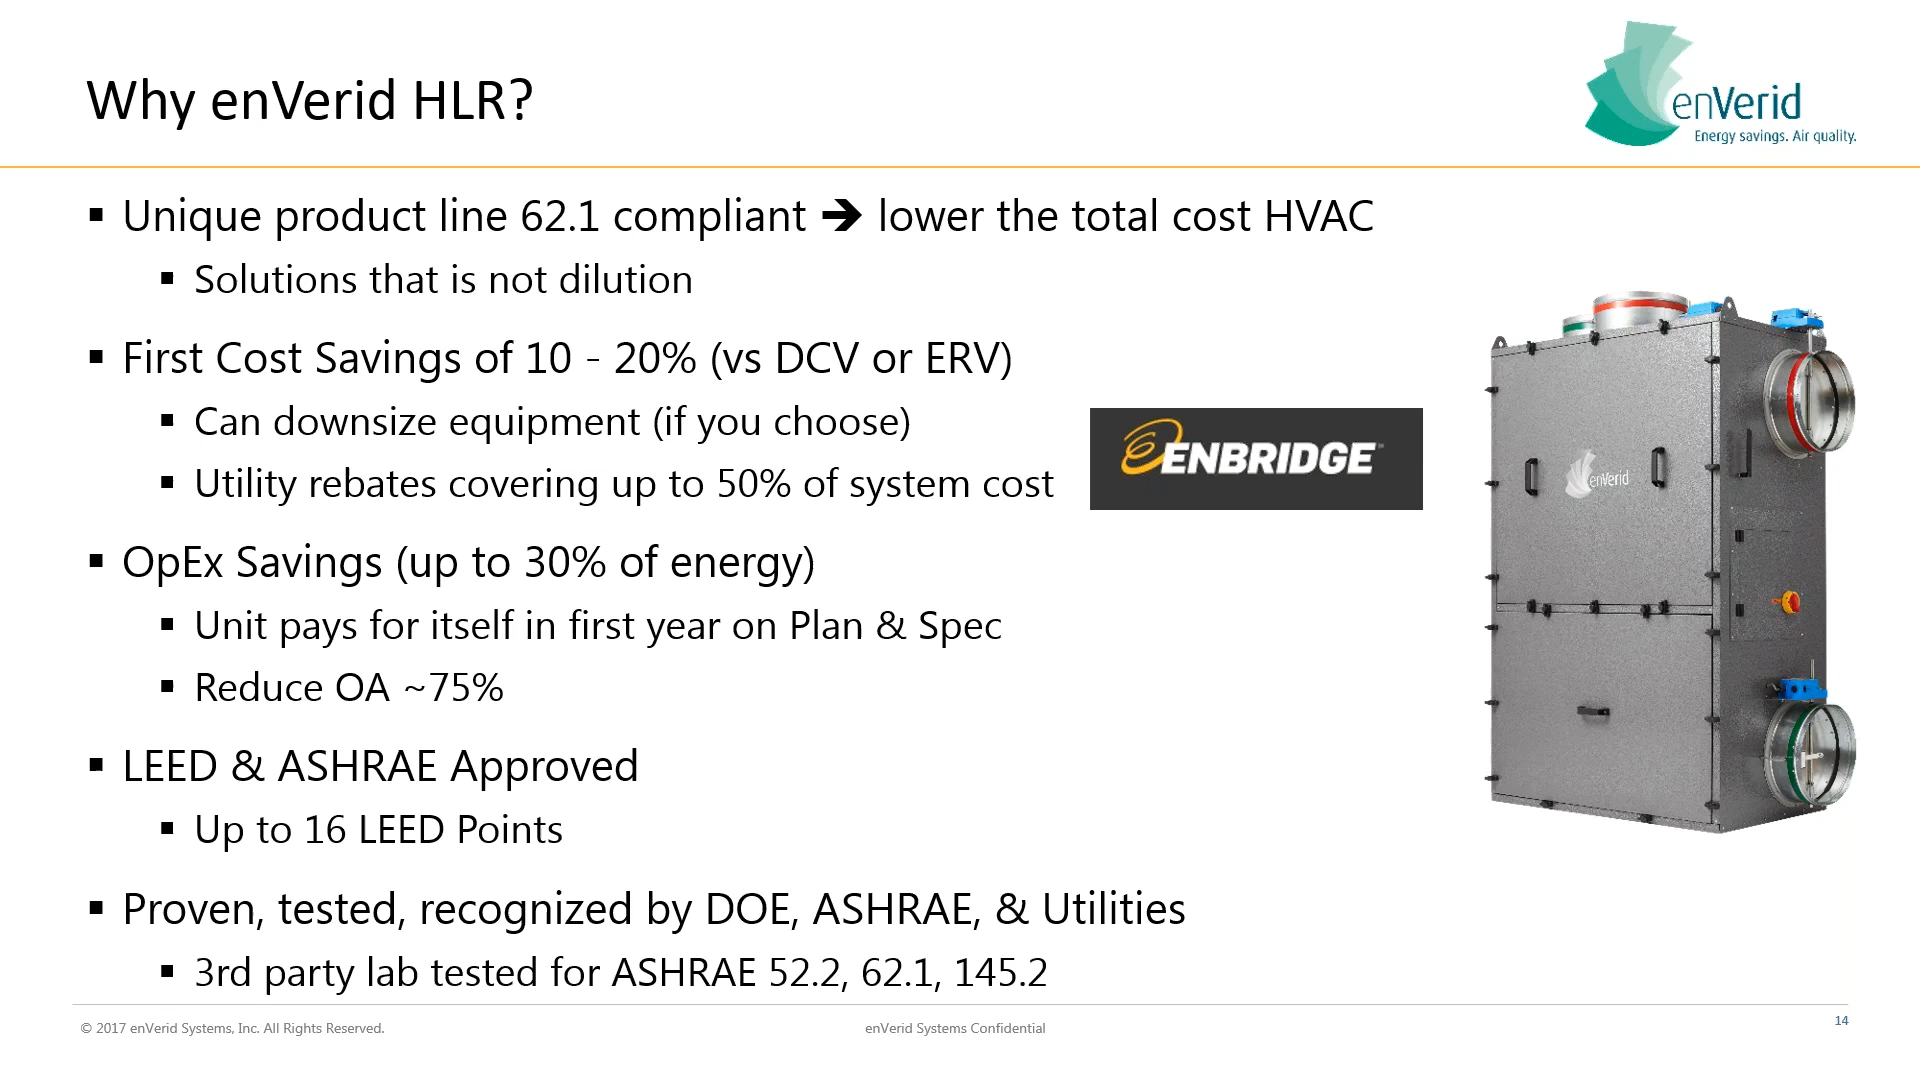 Why enVerid HLR?
enVerid
Energy savings. Air quality.
▪ Unique product line 62.1 compliant ➔ lower the total cost HVAC
▪ Solutions that is not dilution
▪ First Cost Savings of 10 - 20% (vs DCV or ERV)
▪ Can downsize equipment (if you choose)
▪ Utility rebates covering up to 50% of system cost
ENBRIDGE™
enVerid
▪ OpEx Savings (up to 30% of energy)
▪ Unit pays for itself in first year on Plan & Spec
▪ Reduce OA ~75%
▪ LEED & ASHRAE Approved
▪ Up to 16 LEED Points
▪ Proven, tested, recognized by DOE, ASHRAE, & Utilities
▪ 3rd party lab tested for ASHRAE 52.2, 62.1, 145.2
© 2017 enVerid Systems, Inc. All Rights Reserved.
enVerid Systems Confidential
14